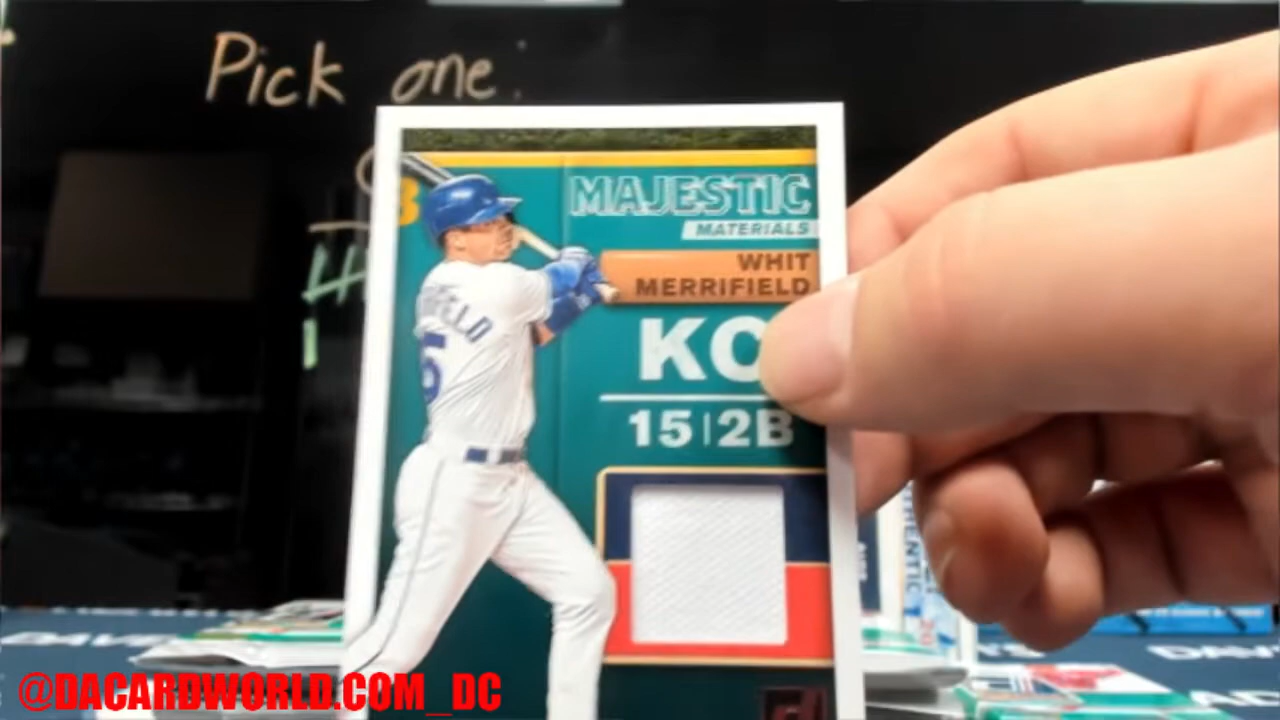 Pick one.
MAJESTIC
MATERIALS
WHIT
MERRIFIELD
KC
15|2B
@DACARDWORLD.COM_DC